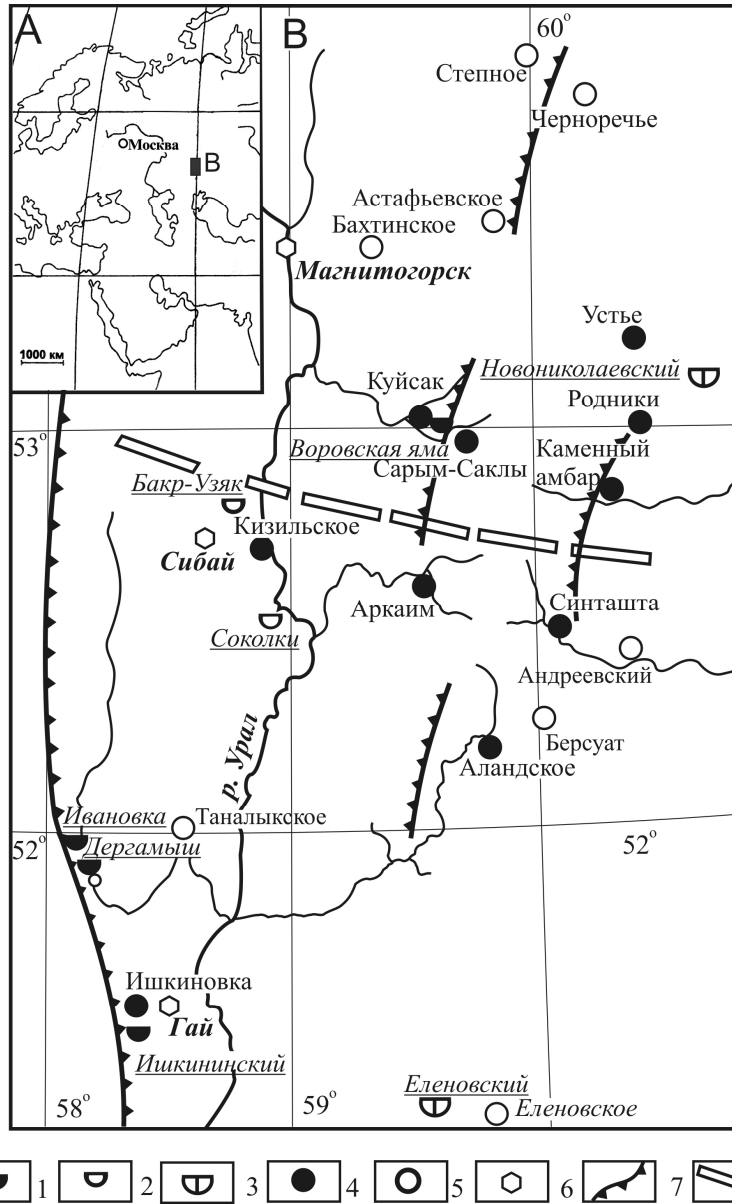 A
B
60°
Степное
Черноречье
Москва
B
Астафьевское
Бахтинское
Магнитогорск
1000 км
Устье
Куйсак
Новониколаевский
Родники
53°
Воровская яма
Каменный
амбар
Сарым-Саклы
Бакр-Узяк
Кизильское
Сибай
Аркаим
Синташта
Соколки
Андреевский
р. Урал
Берсуат
Аландское
Ивановка
Таналыкское
52°
Дергамыш
52°
Ишкиновка
Гай
Ишкининский
58°
59°
Еленовский
Еленовское
1 2 3 4 5 6 7